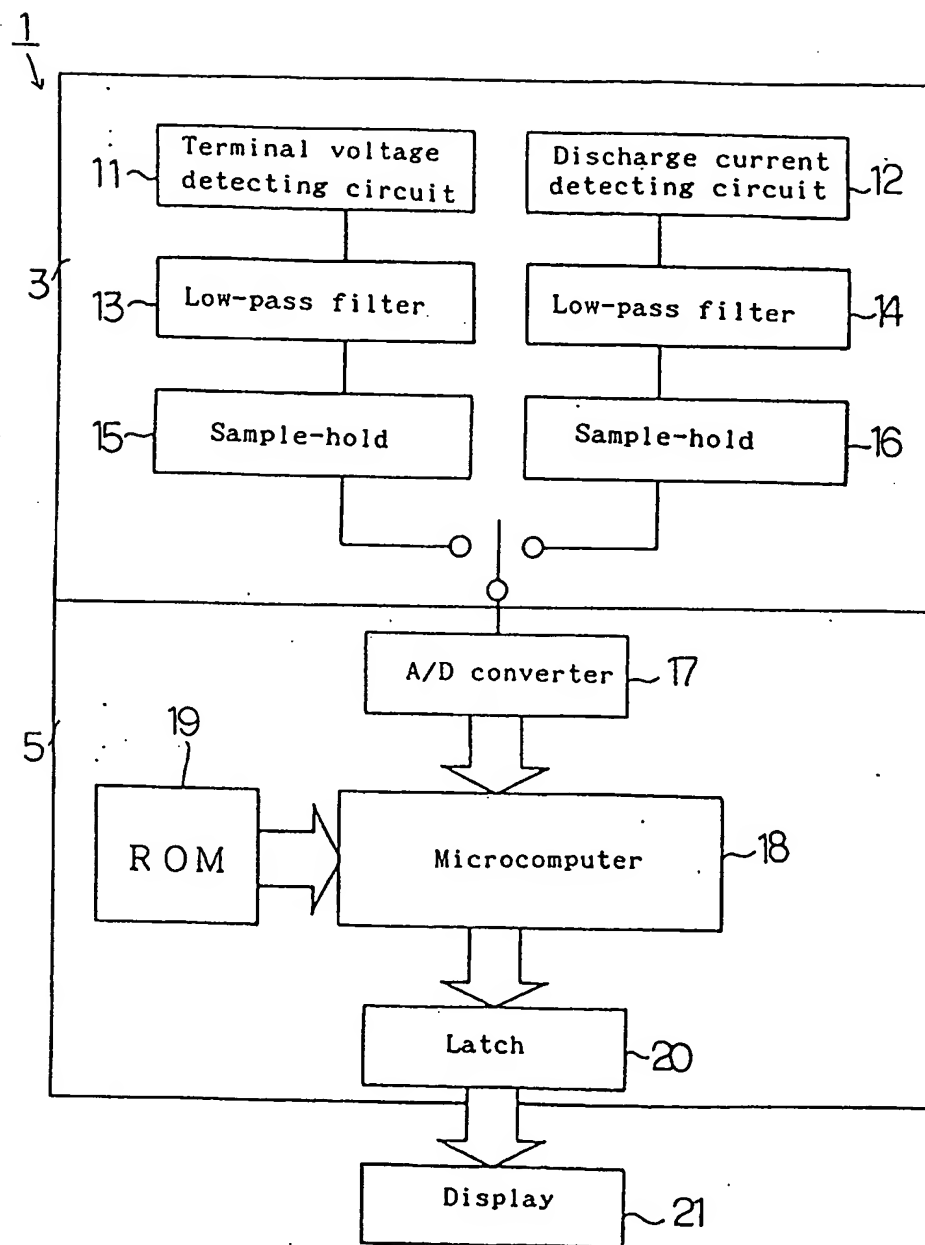 1
Terminal voltage
detecting circuit
11
Discharge current
detecting circuit
12
3
13
Low-pass filter
Low-pass filter
14
15
Sample-hold
Sample-hold
16
A/D converter
17
5
19
ROM
Microcomputer
18
Latch
20
Display
21